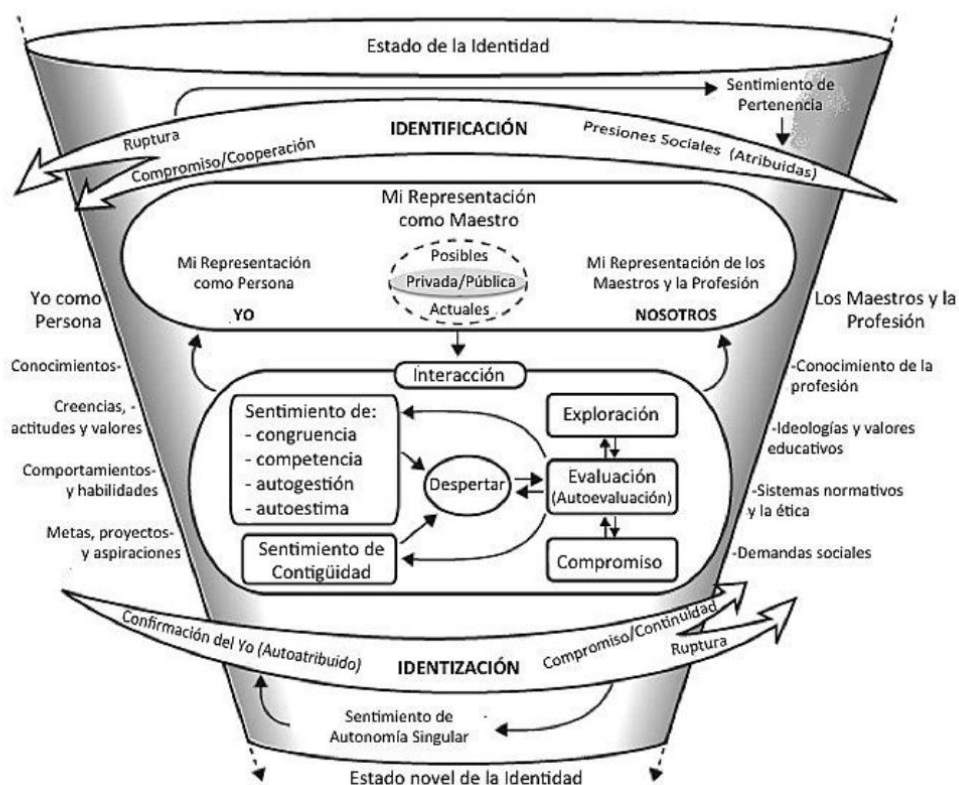 Estado de la Identidad
Sentimiento de
Pertenencia
Ruptura
IDENTIFICACIÓN
Presiones Sociales (Atribuidas)
Compromiso/Cooperación
Mi Representación
como Maestro
Mi Representación
como Persona
YO
Posibles
Privada/Pública
Actuales
Mi Representación de los
Maestros y la Profesión
NOSOTROS
Yo como
Persona
Conocimientos-
Creencias, -
actitudes y valores
Comportamientos-
y habilidades
Metas, proyectos-
y aspiraciones
Los Maestros y la
Profesión
-Conocimiento de la
profesión
-Ideologías y valores
educativos
-Sistemas normativos
y la ética
-Demandas sociales
Interacción
Sentimiento de:
- congruencia
- competencia
- autogestión
- autoestima
Sentimiento de
Contigüidad
Despertar
Exploración
Evaluación
(Autoevaluación)
Compromiso
Confirmación del Yo (Autoatribuido)
IDENTIZACIÓN
Compromiso/Continuidad
Ruptura
Sentimiento de
Autonomía Singular
Estado novel de la Identidad